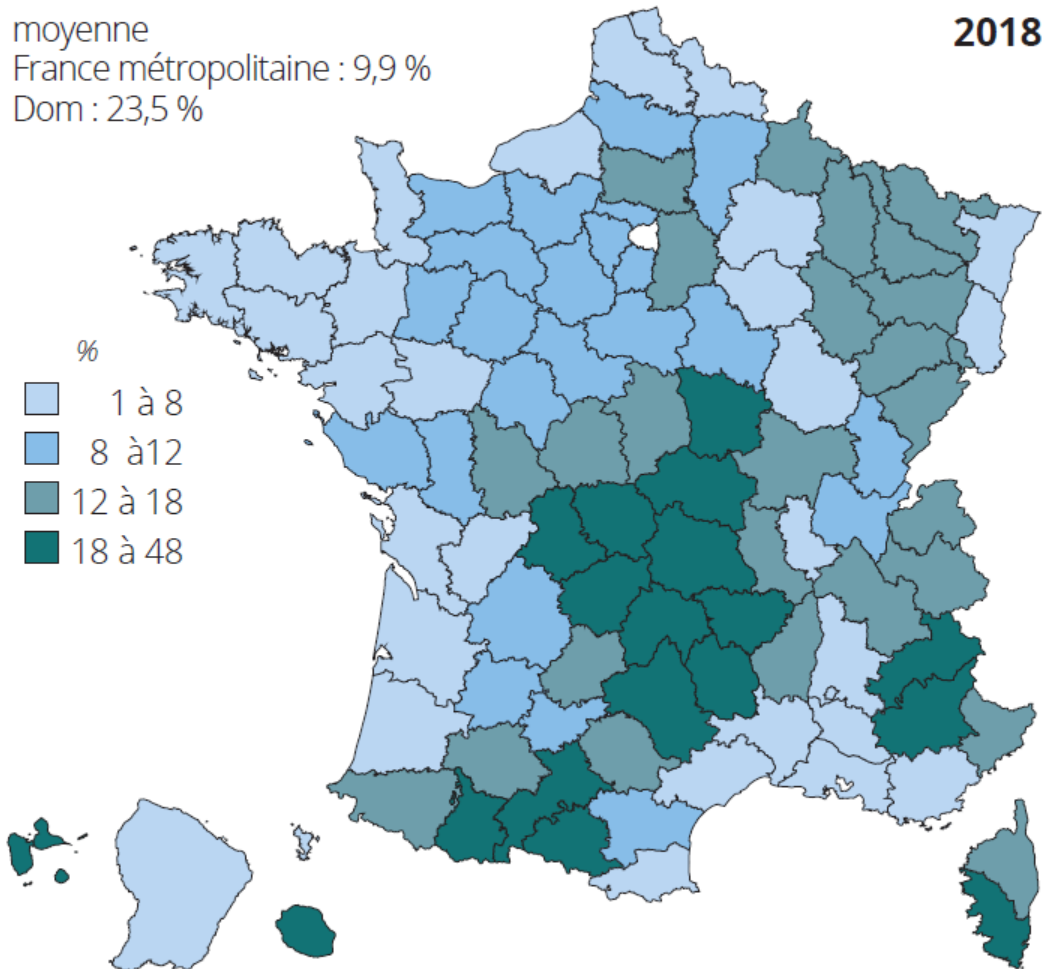 moyenne
France métropolitaine : 9,9 %
Dom : 23,5 %
2018
%
1 à 8
8 à12
12 à 18
18 à 48